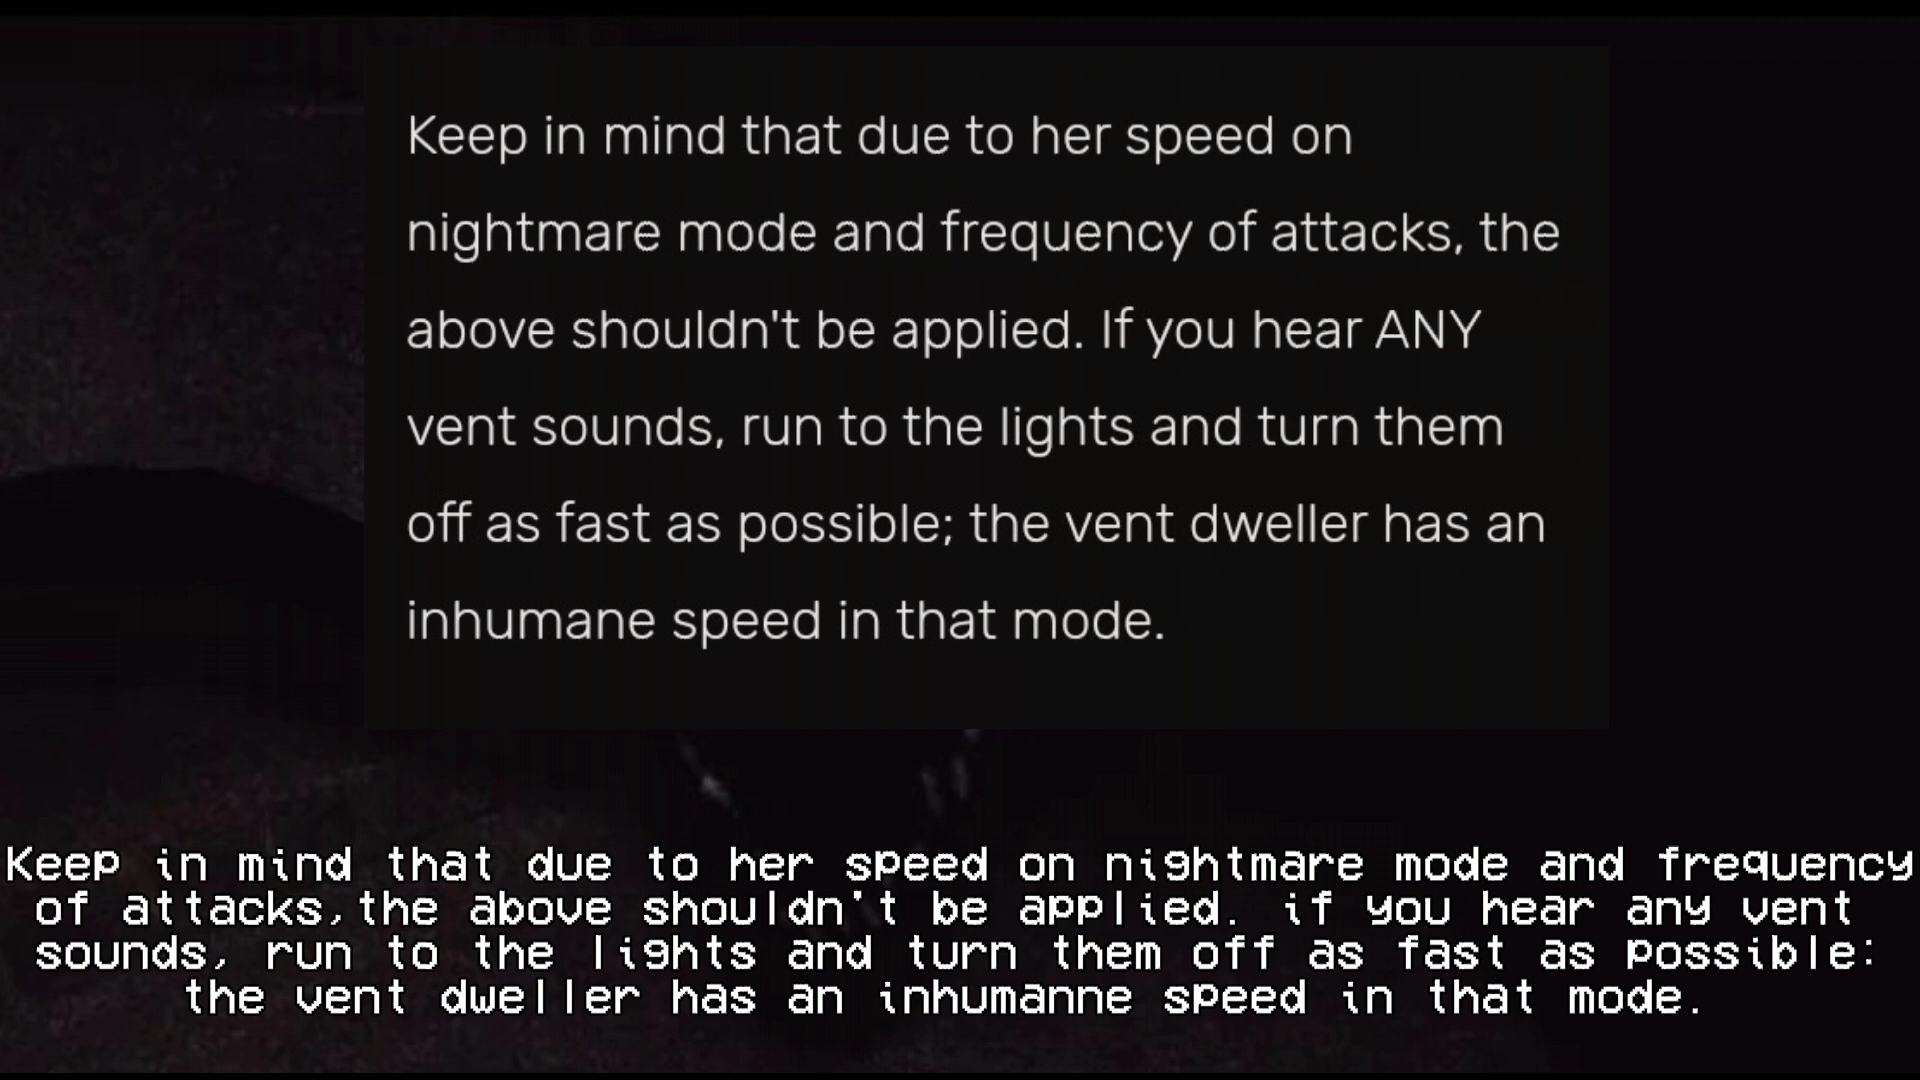 Keep in mind that due to her speed on
nightmare mode and frequency of attacks, the
above shouldn't be applied. If you hear ANY
vent sounds, run to the lights and turn them
off as fast as possible; the vent dweller has an
inhumane speed in that mode.
Keep in mind that due to her speed on nightmare mode and frequency
of attacks,the above shouldn't be applied. if you hear any vent
sounds, run to the lights and turn them off as fast as possible:
the vent dweller has an inhumanne speed in that mode.